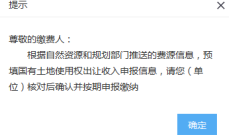 提示
尊敬的缴费人：
根据自然资源和规划部门推送的费源信息，预
填国有土地使用权出让收入申报信息，请您（单
位）核对后确认并按期申报缴纳
确定